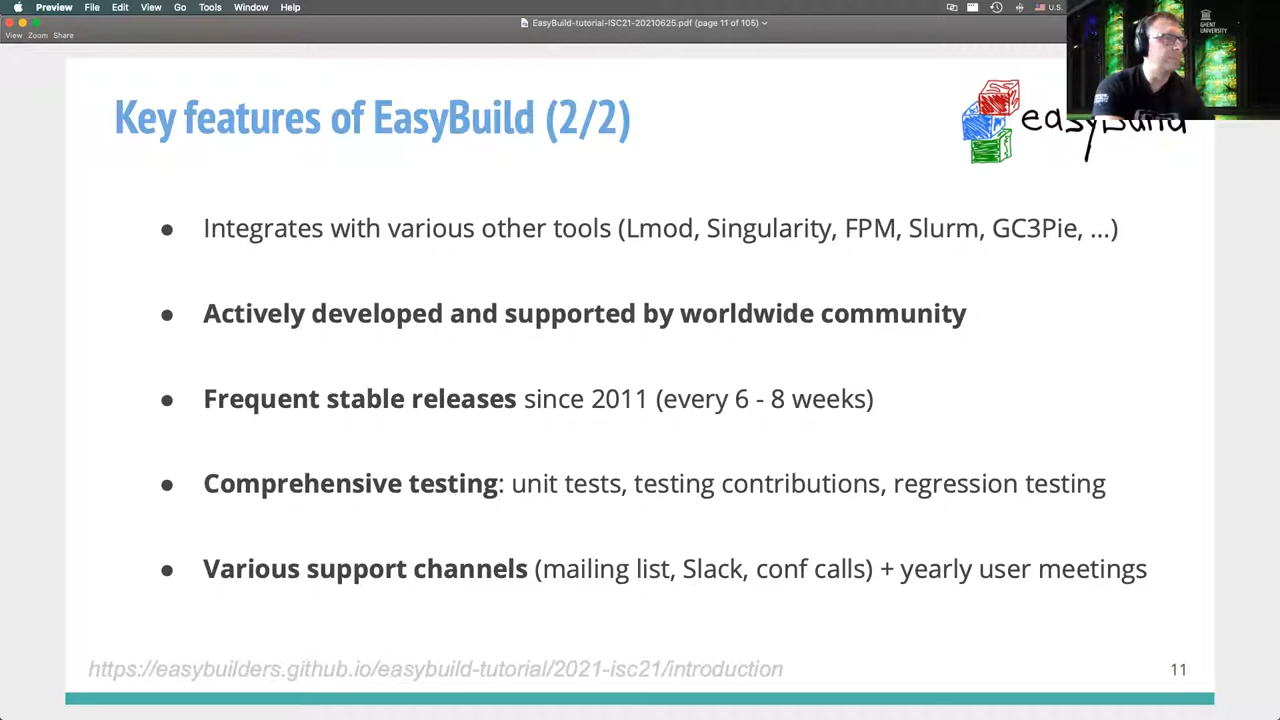 Preview File Edit View Go Tools Window Help
U.S.
EasyBuild-tutorial-ISC21-20210625.pdf (page 11 of 105)
View Zoom Share
GHENT
UNIVERSITY
Key features of EasyBuild (2/2)
easybuild
● Integrates with various other tools (Lmod, Singularity, FPM, Slurm, GC3Pie, ...)
● Actively developed and supported by worldwide community
● Frequent stable releases since 2011 (every 6 - 8 weeks)
● Comprehensive testing: unit tests, testing contributions, regression testing
● Various support channels (mailing list, Slack, conf calls) + yearly user meetings
https://easybuilders.github.io/easybuild-tutorial/2021-isc21/introduction
11